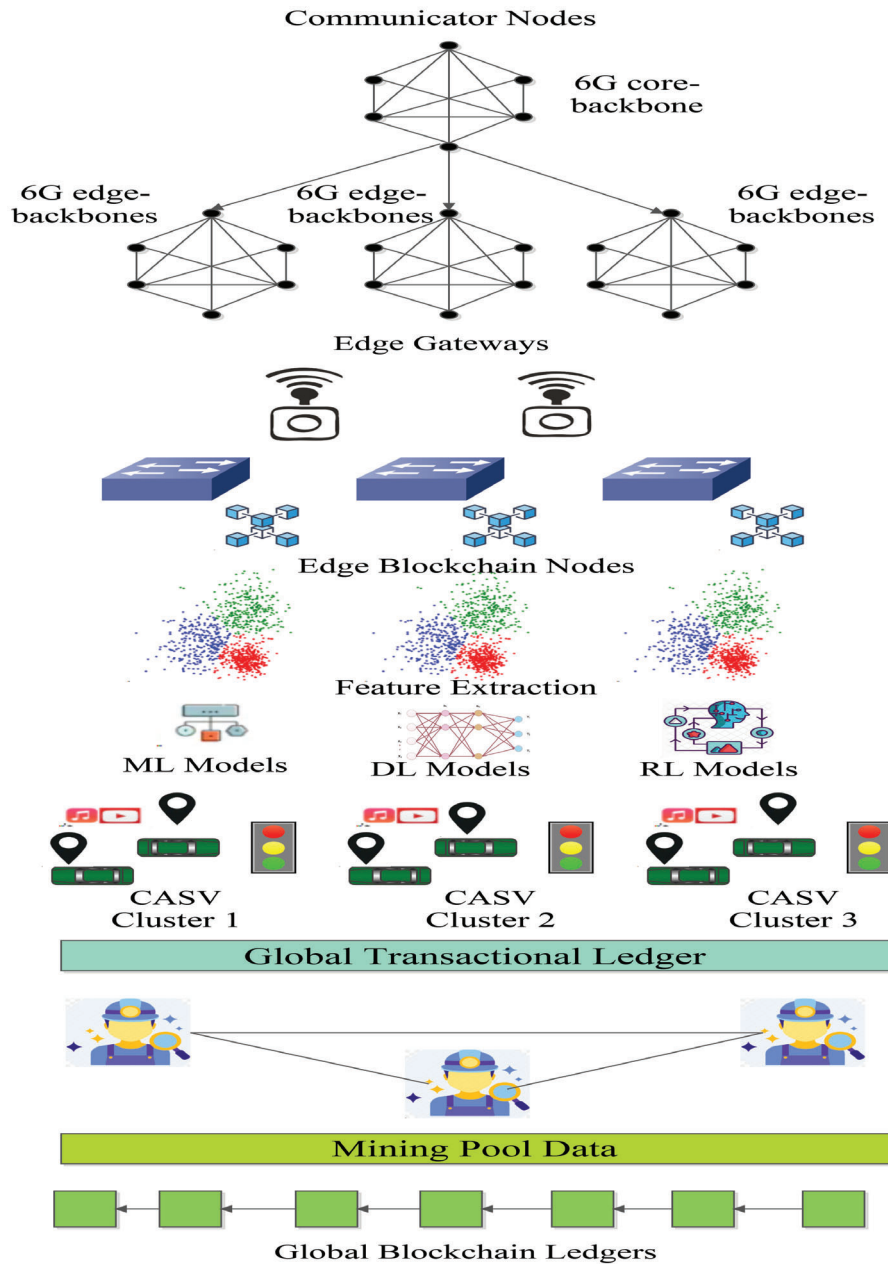 Communicator Nodes
6G core-
backbone
6G edge-
backbones
6G edge-
backbones
6G edge-
backbones
Edge Gateways
Edge Blockchain Nodes
Feature Extraction
ML Models
DL Models
RL Models
CASV
Cluster 1
CASV
Cluster 2
CASV
Cluster 3
Global Transactional Ledger
Mining Pool Data
Global Blockchain Ledgers